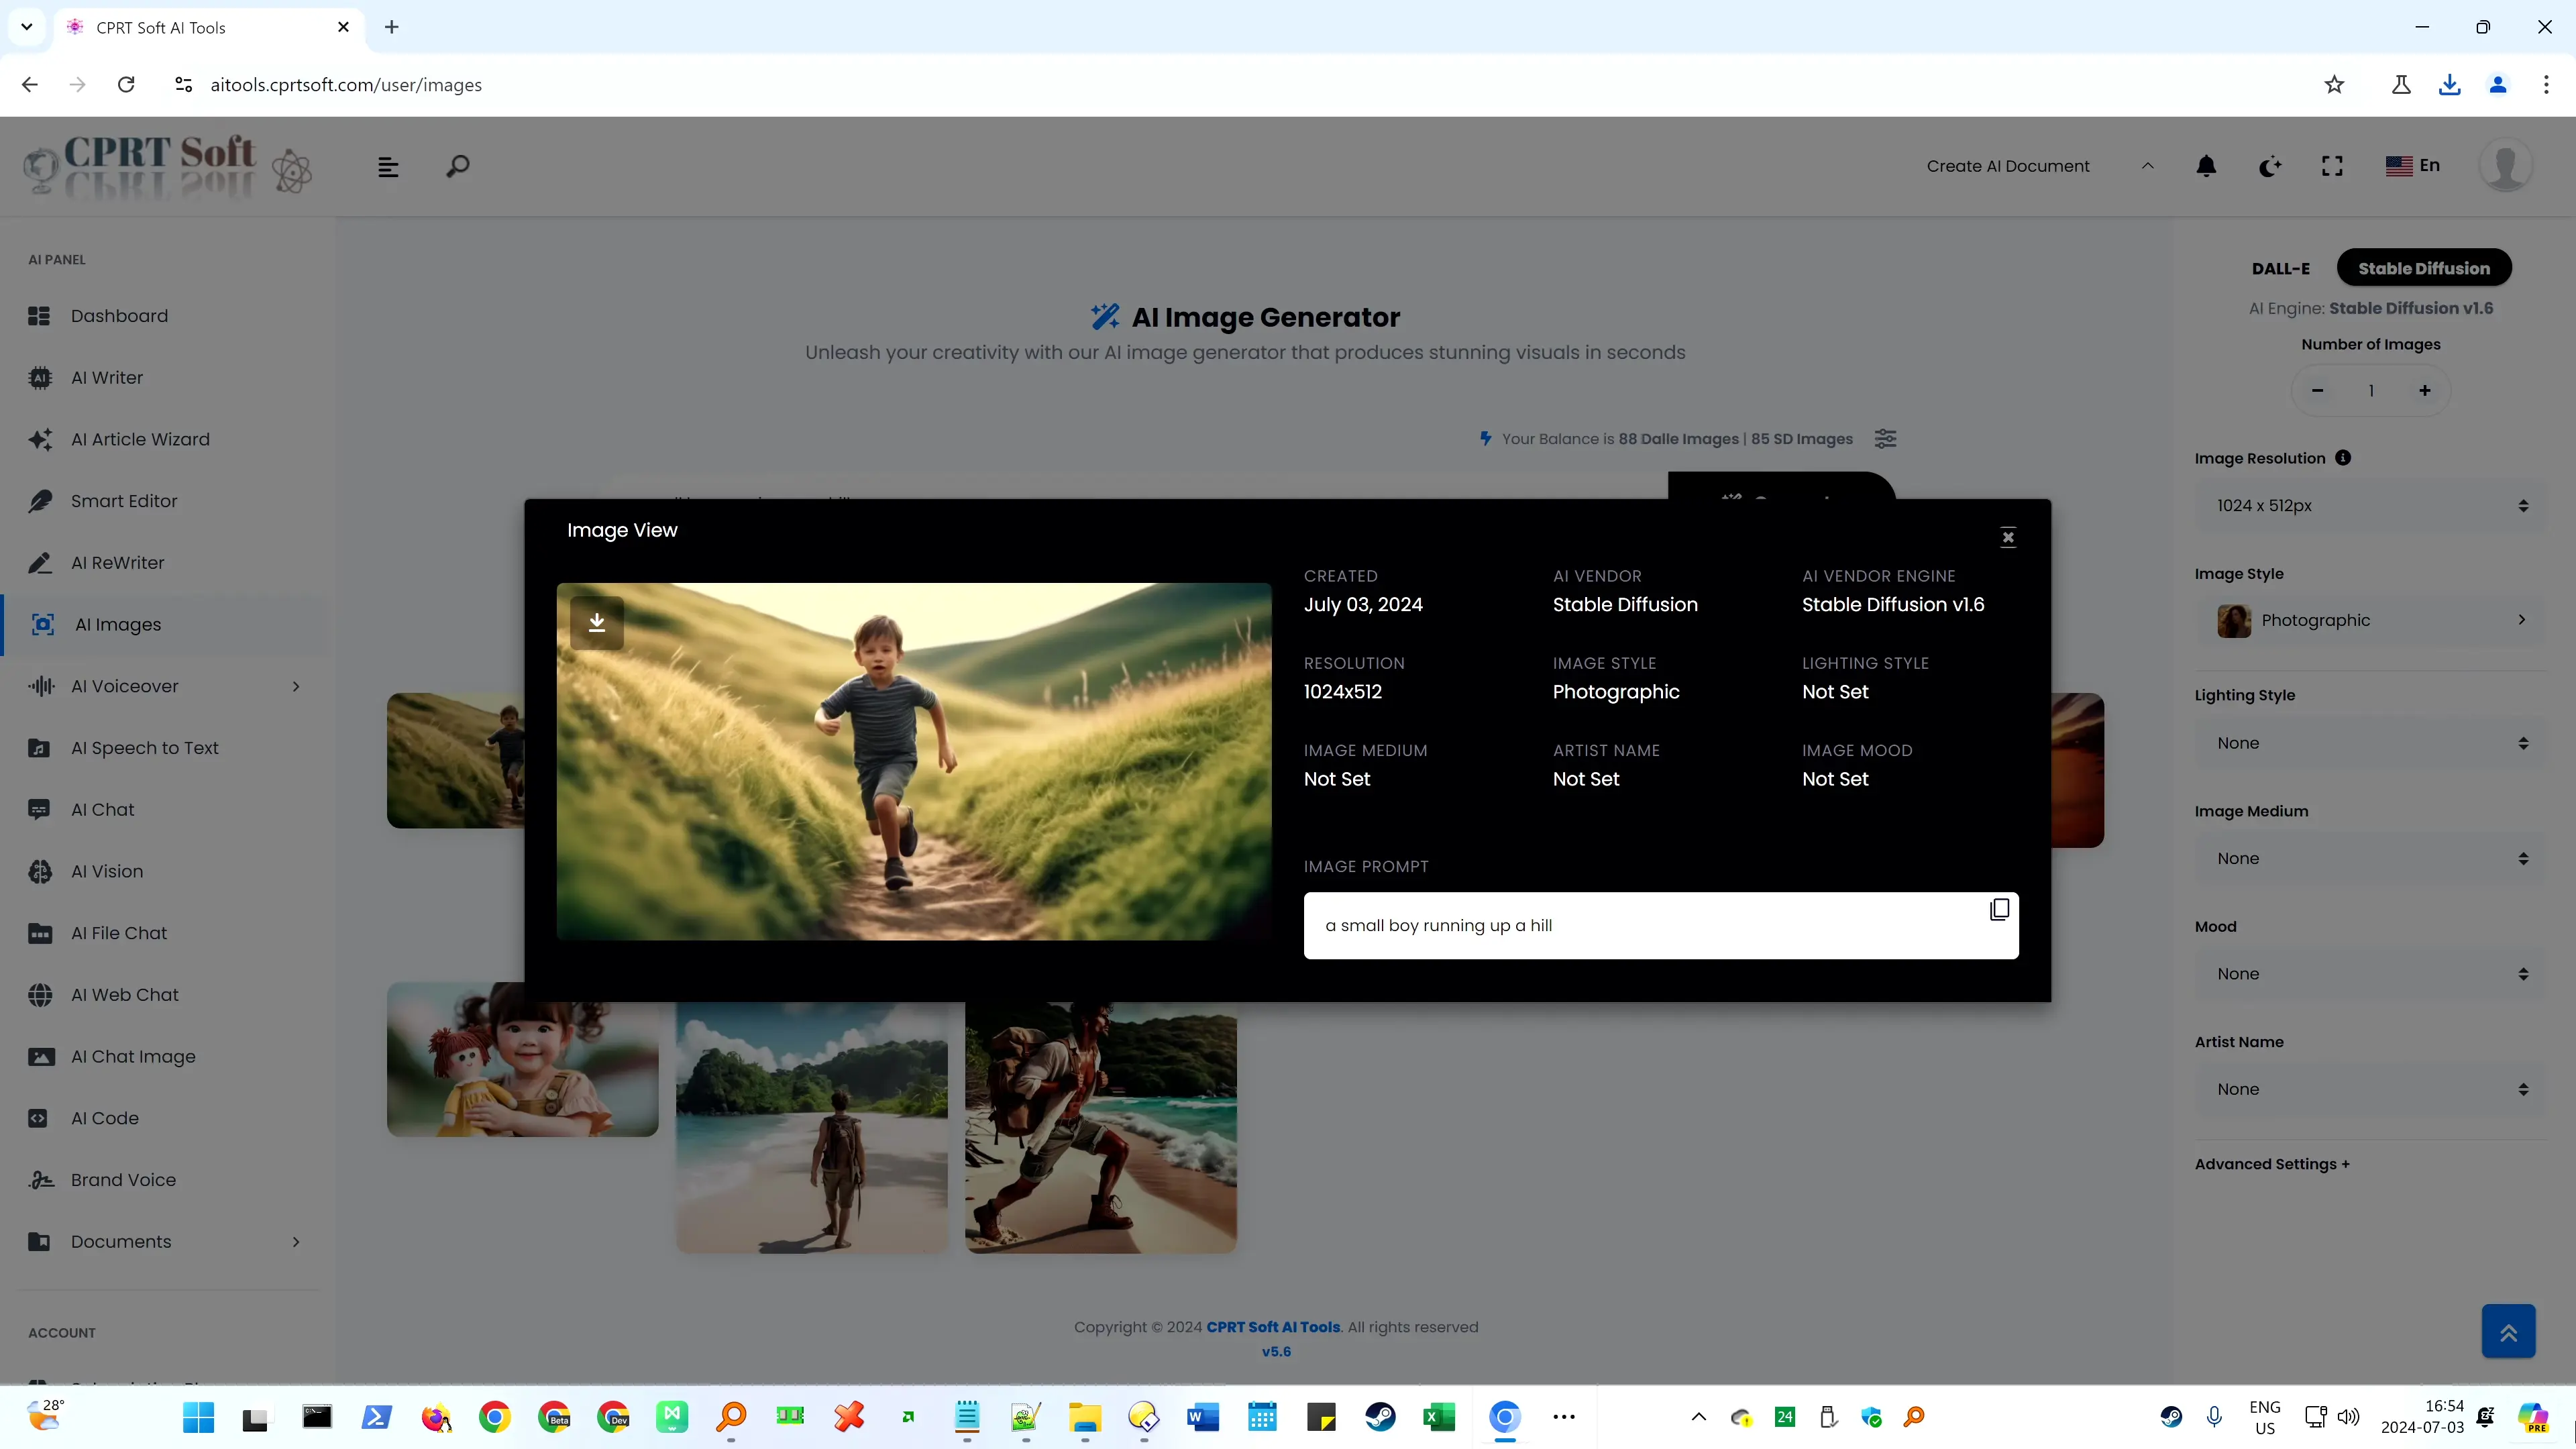 CPRT Soft AI Tools
aitools.cprtsoft.com/user/images
CPRT Soft
Create AI Document
En
AI PANEL
Dashboard
AI Writer
AI Article Wizard
Smart Editor
AI ReWriter
AI Images
AI Voiceover
AI Speech to Text
AI Chat
AI Vision
AI File Chat
AI Web Chat
AI Chat Image
AI Code
Brand Voice
Documents
ACCOUNT
AI Image Generator
Unleash your creativity with our AI image generator that produces stunning visuals in seconds
Your Balance is 88 Dalle Images | 85 SD Images
Image View
CREATED
July 03, 2024
AI VENDOR
Stable Diffusion
AI VENDOR ENGINE
Stable Diffusion v1.6
RESOLUTION
1024x512
IMAGE STYLE
Photographic
LIGHTING STYLE
Not Set
IMAGE MEDIUM
Not Set
ARTIST NAME
Not Set
IMAGE MOOD
Not Set
IMAGE PROMPT
a small boy running up a hill
DALL-E
Stable Diffusion
AI Engine: Stable Diffusion v1.6
Number of Images
1
Image Resolution
1024 x 512px
Image Style
Photographic
Lighting Style
None
Image Medium
None
Mood
None
Artist Name
None
Advanced Settings +
Copyright © 2024 CPRT Soft AI Tools. All rights reserved
v5.6
28°
Beta
Dev
24
ENG
US
16:54
2024-07-03
PRE